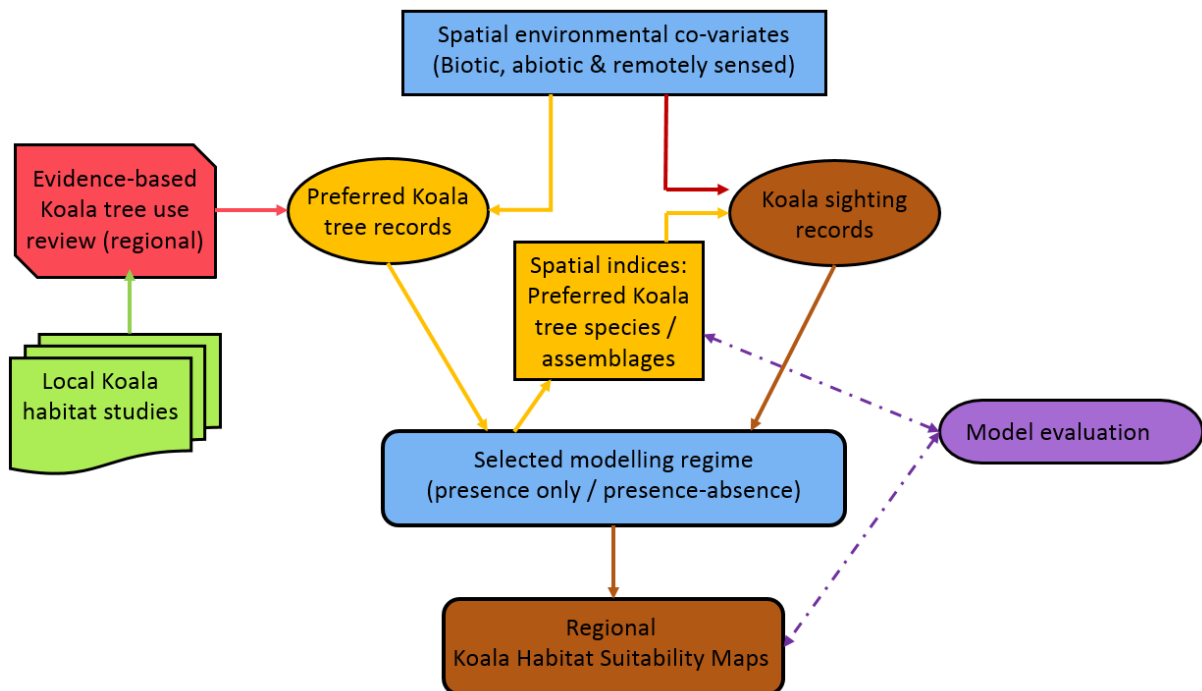 Spatial environmental co-variates
(Biotic, abiotic & remotely sensed)
Evidence-based
Koala tree use
review (regional)
Preferred Koala
tree records
Koala sighting
records
Spatial indices:
Preferred Koala
tree species /
assemblages
Local Koala
habitat studies
Model evaluation
Selected modelling regime
(presence only / presence-absence)
Regional
Koala Habitat Suitability Maps